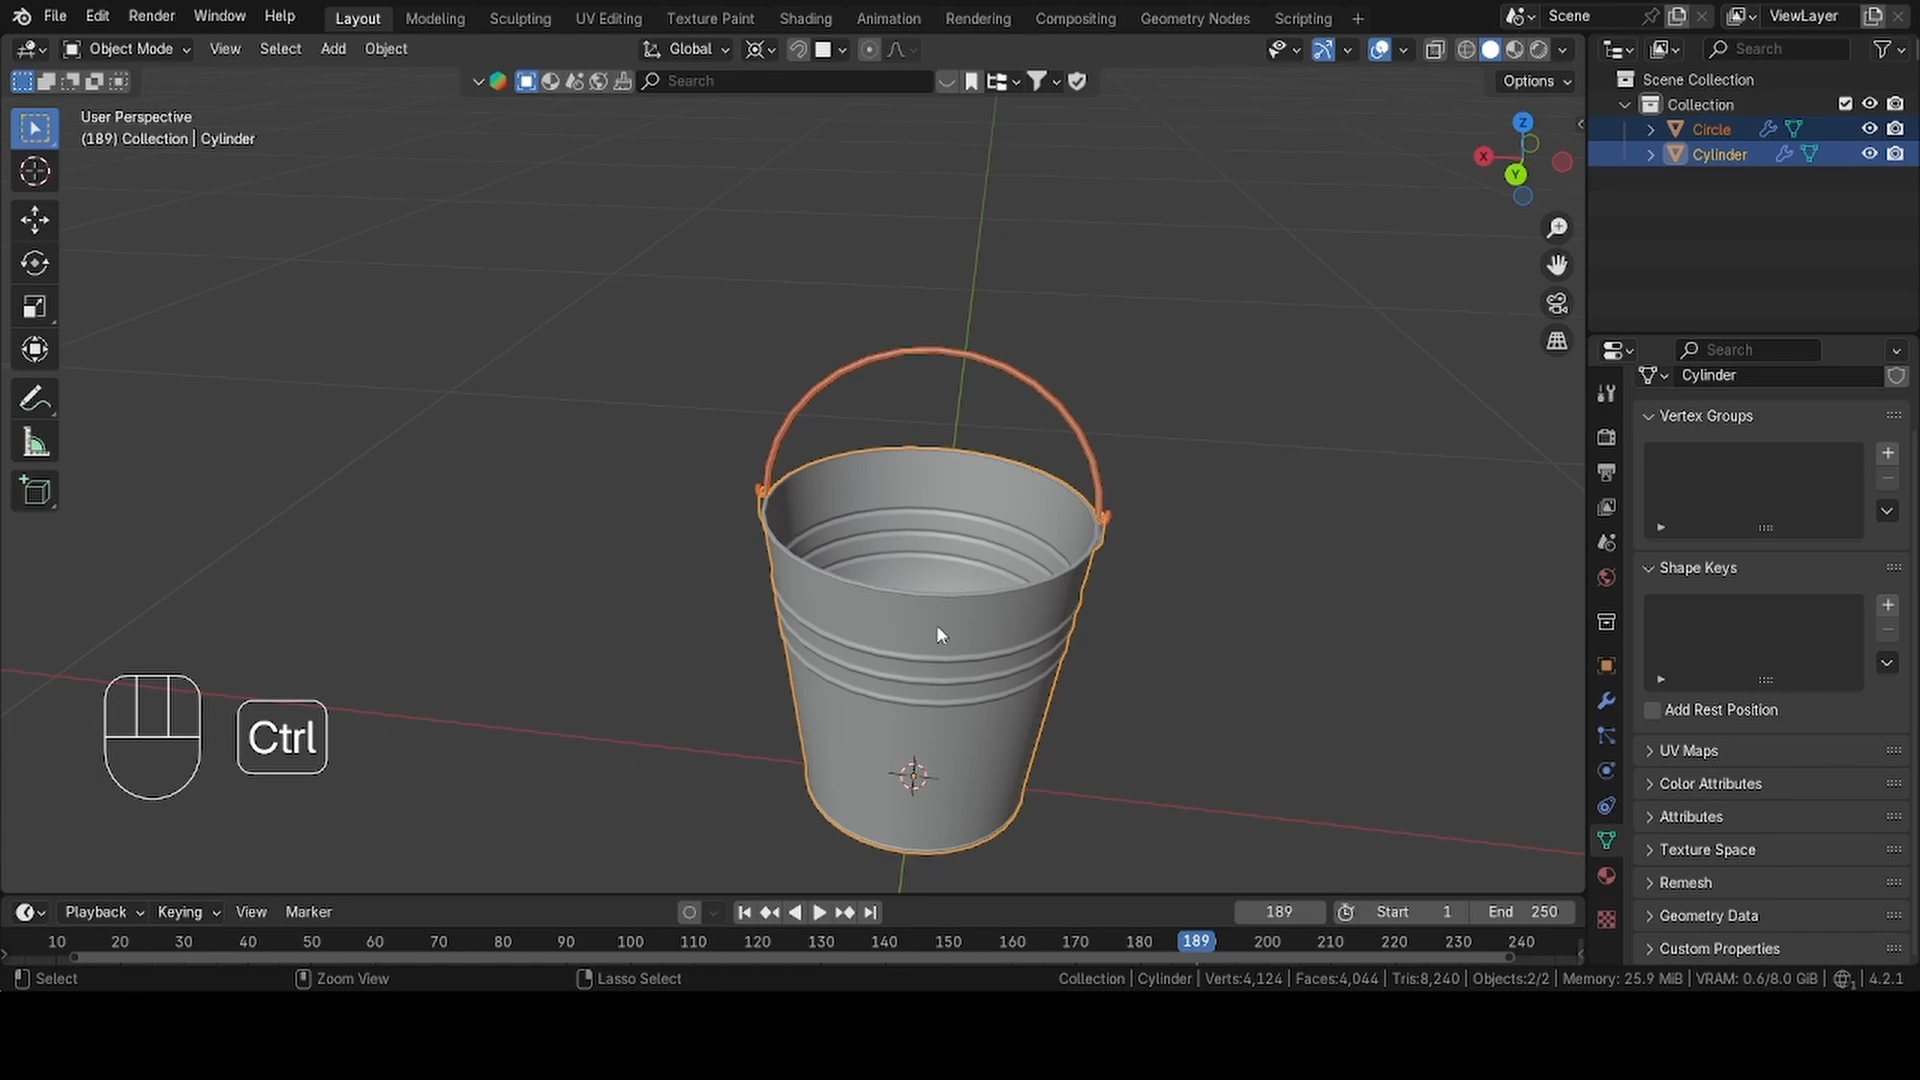 File Edit Render Window Help Layout Modeling Sculpting UV Editing Texture Paint Shading Animation Rendering Compositing Geometry Nodes Scripting + Scene ViewLayer
Object Mode View Select Add Object Global Search
Search Options
User Perspective
(189) Collection | Cylinder
Z
X
Y
Scene Collection
Collection
Circle
Cylinder
Search
Cylinder
Vertex Groups
Shape Keys
Add Rest Position
UV Maps
Color Attributes
Attributes
Texture Space
Remesh
Geometry Data
Custom Properties
Ctrl
Playback Keying View Marker 189 Start 1 End 250
10 20 30 40 50 60 70 80 90 100 110 120 130 140 150 160 170 180 189 200 210 220 230 240
Select Zoom View Lasso Select Collection | Cylinder | Verts:4,124 | Faces:4,044 | Tris:8,240 | Objects:2/2 | Memory: 25.9 MiB | VRAM: 0.6/8.0 GiB | 4.2.1